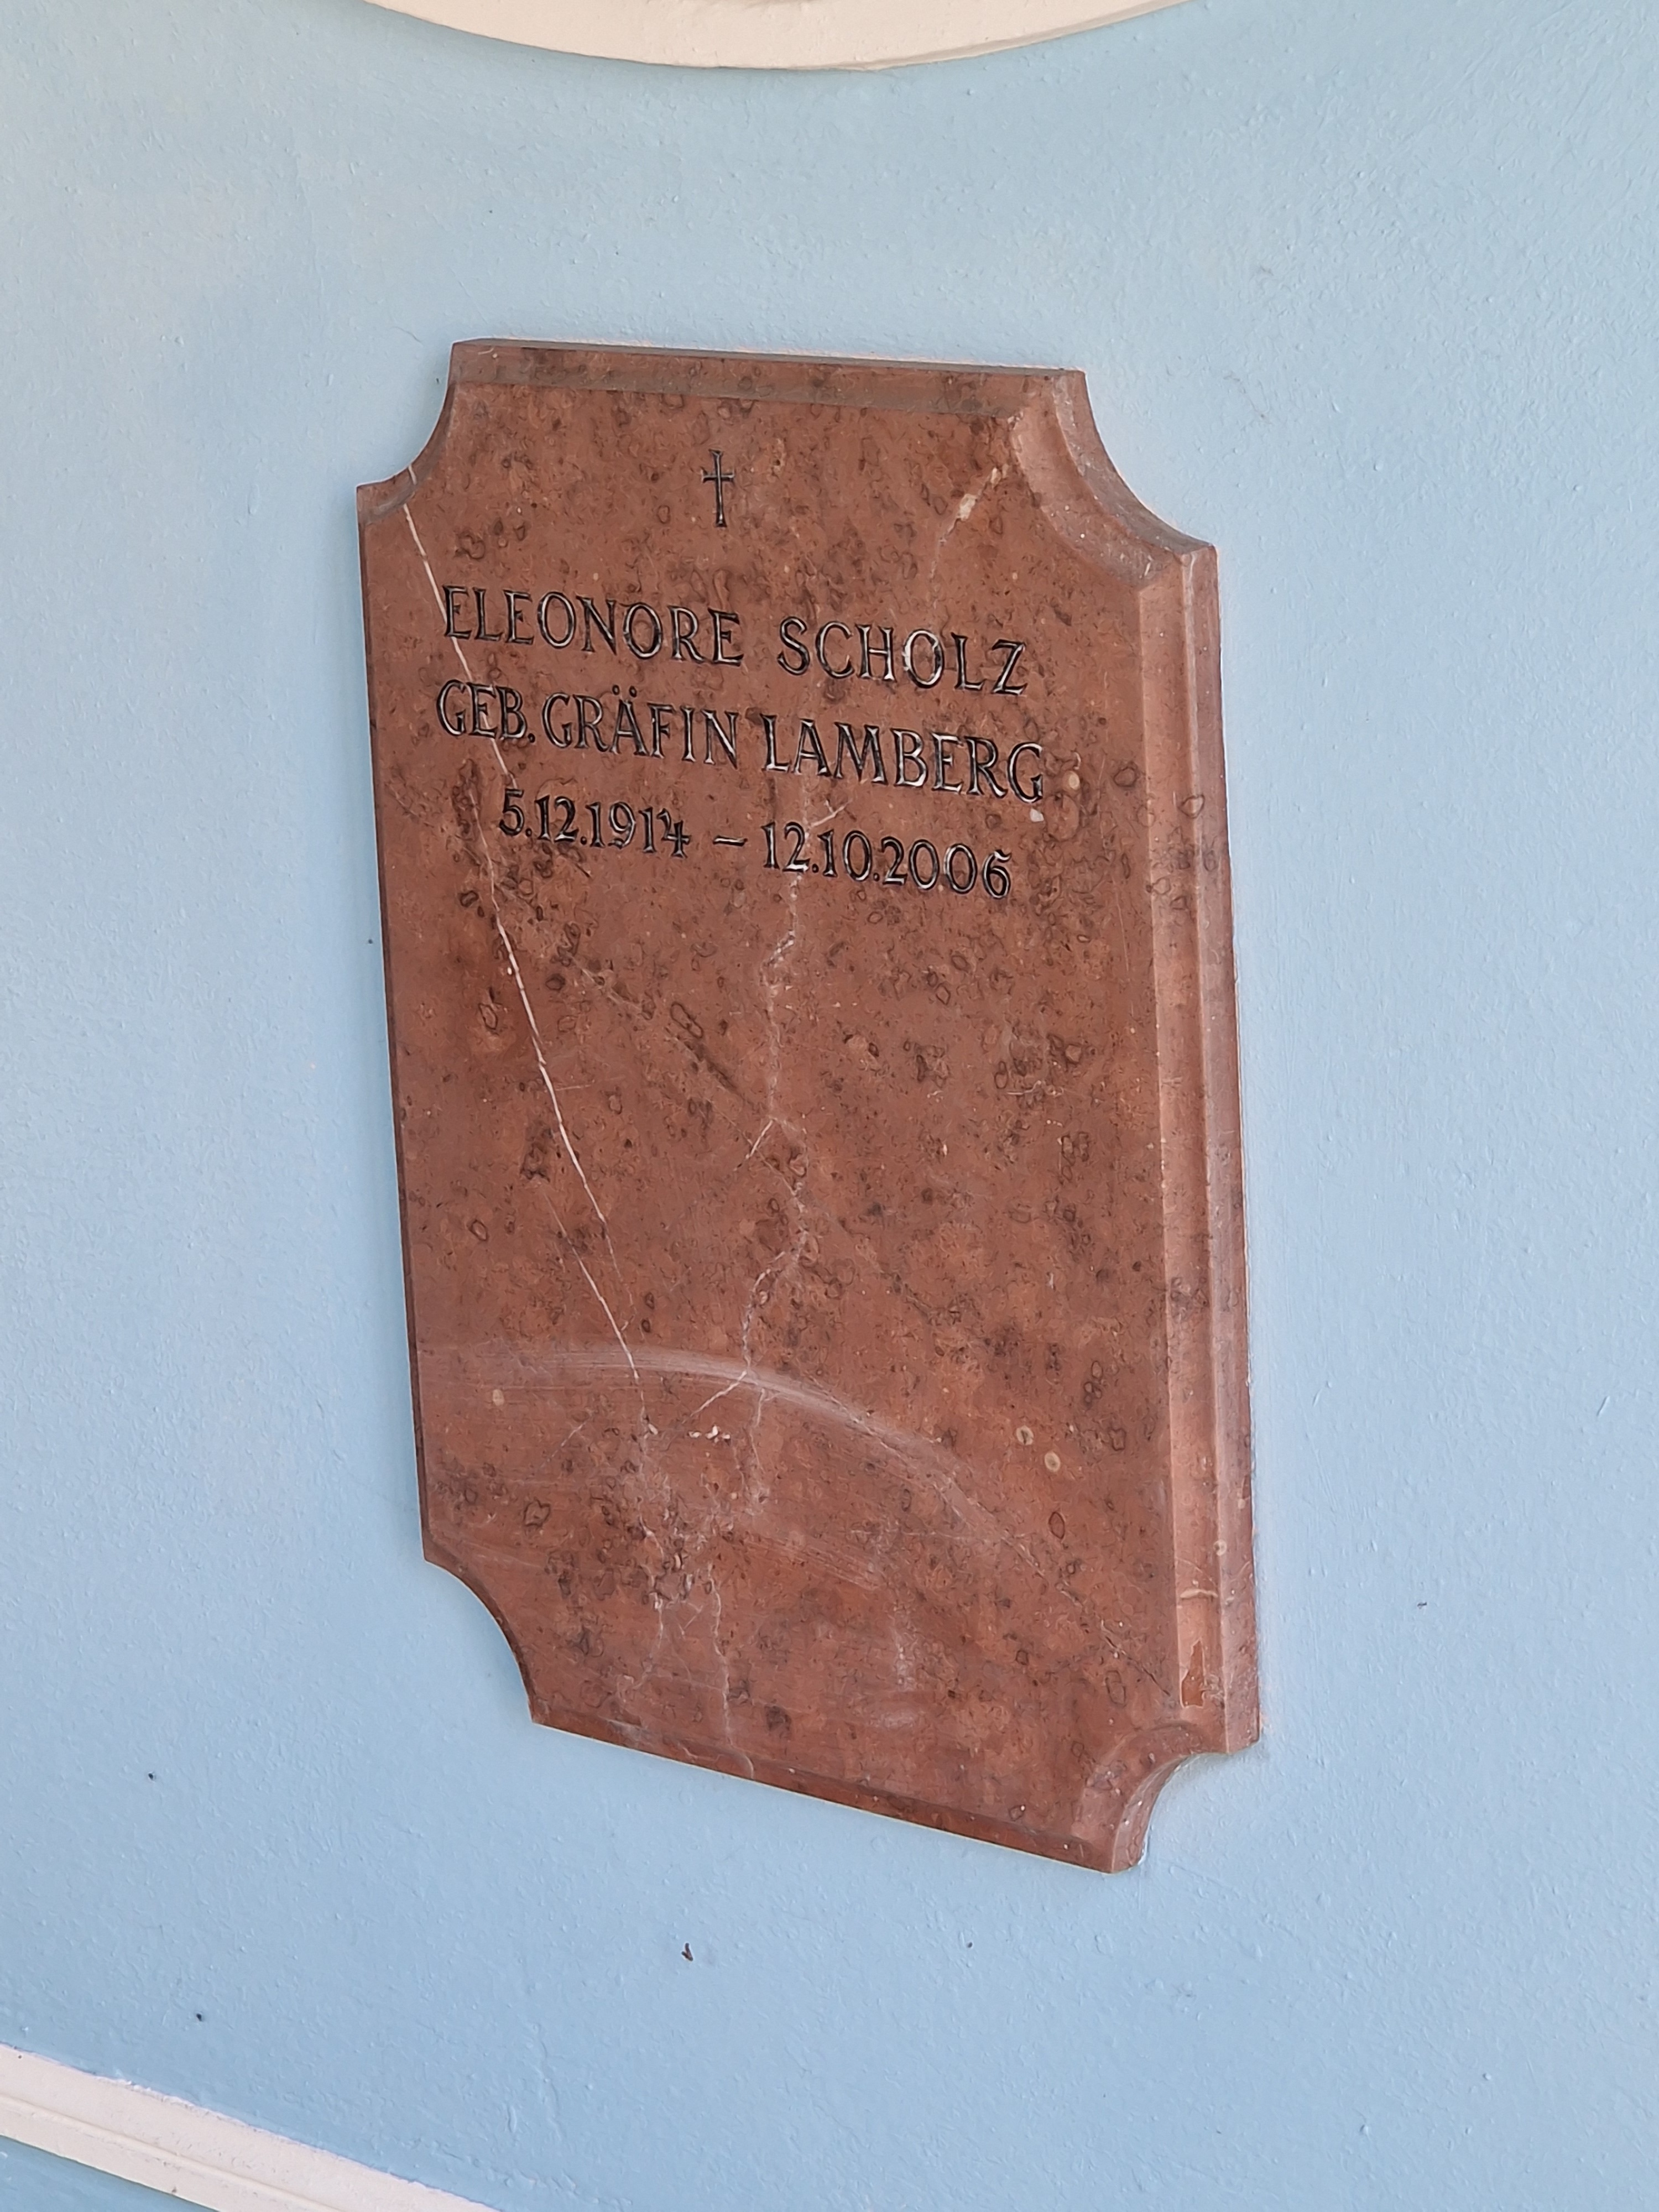 ELEONORE SCHOLZ
GEB. GRÄFIN LAMBERG
5.12.1914 – 12.10.2006